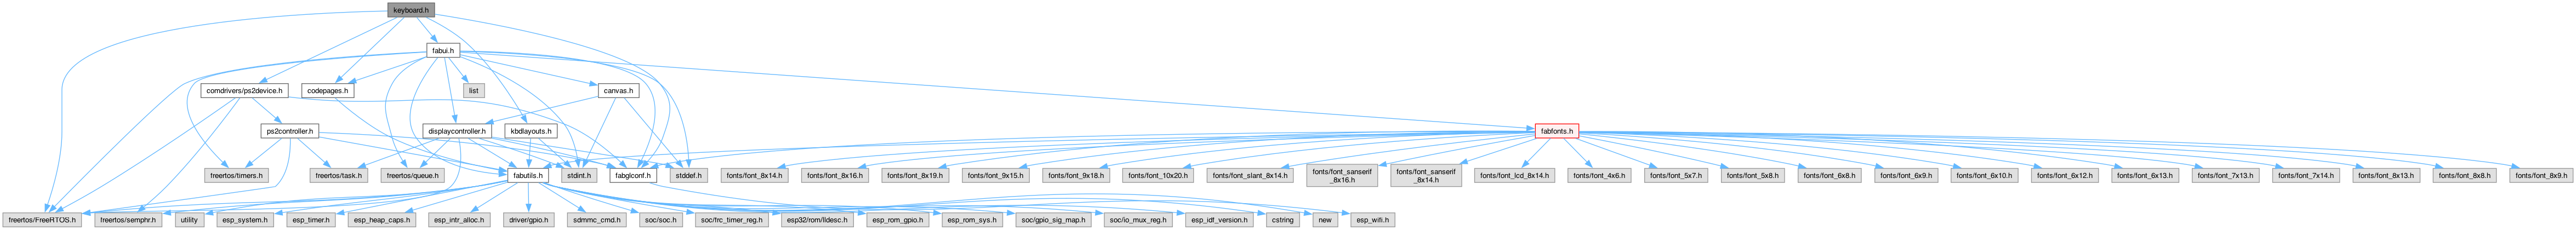 keyboard.h
fabui.h
comdrivers/ps2device.h
codepages.h
list
canvas.h
ps2controller.h
displaycontroller.h
kbdlayouts.h
fabfonts.h
freertos/timers.h
freertos/task.h
freertos/queue.h
fabutils.h
stdint.h
fabglconf.h
stddef.h
fonts/font_8x14.h
fonts/font_8x16.h
fonts/font_8x19.h
fonts/font_9x15.h
fonts/font_9x18.h
fonts/font_10x20.h
fonts/font_slant_8x14.h
fonts/font_sanserif
_8x16.h
fonts/font_sanserif
_8x14.h
fonts/font_lcd_8x14.h
fonts/font_4x6.h
fonts/font_5x7.h
fonts/font_5x8.h
fonts/font_6x8.h
fonts/font_6x9.h
fonts/font_6x10.h
fonts/font_6x12.h
fonts/font_6x13.h
fonts/font_7x13.h
fonts/font_7x14.h
fonts/font_8x13.h
fonts/font_8x8.h
fonts/font_8x9.h
freertos/FreeRTOS.h
freertos/semphr.h
utility
esp_system.h
esp_timer.h
esp_heap_caps.h
esp_intr_alloc.h
driver/gpio.h
sdmmc_cmd.h
soc/soc.h
soc/frc_timer_reg.h
esp32/rom/lldesc.h
esp_rom_gpio.h
esp_rom_sys.h
soc/gpio_sig_map.h
soc/io_mux_reg.h
esp_idf_version.h
cstring
new
esp_wifi.h